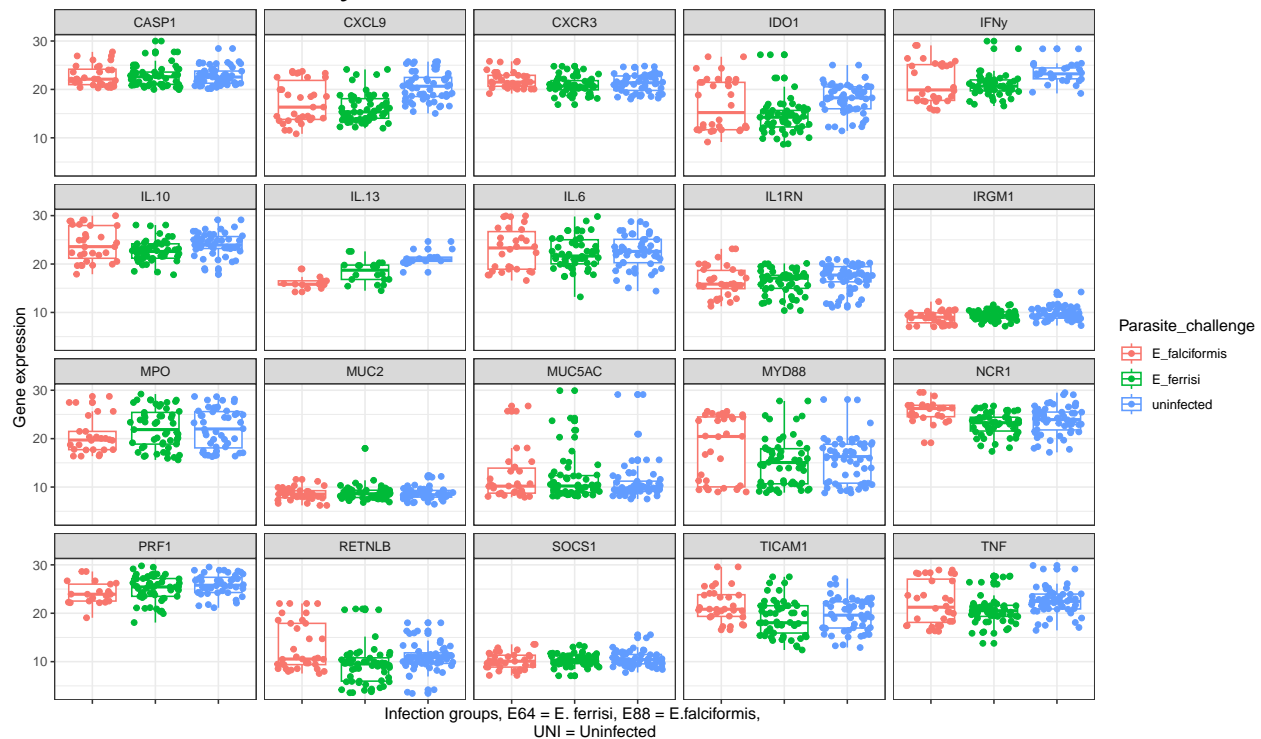 CASP1 CXCL9 CXCR3 IDO1 IFNy
30
20
10
IL.10 IL.13 IL.6 IL1RN IRGM1
30
20
10
MPO MUC2 MUC5AC MYD88 NCR1
30
20
10
PRF1 RETNLB SOCS1 TICAM1 TNF
30
20
10
Gene expression
Infection groups, E64 = E. ferrisi, E88 = E.falciformis,
UNI = Uninfected
Parasite_challenge
E_falciformis
E_ferrisi
uninfected